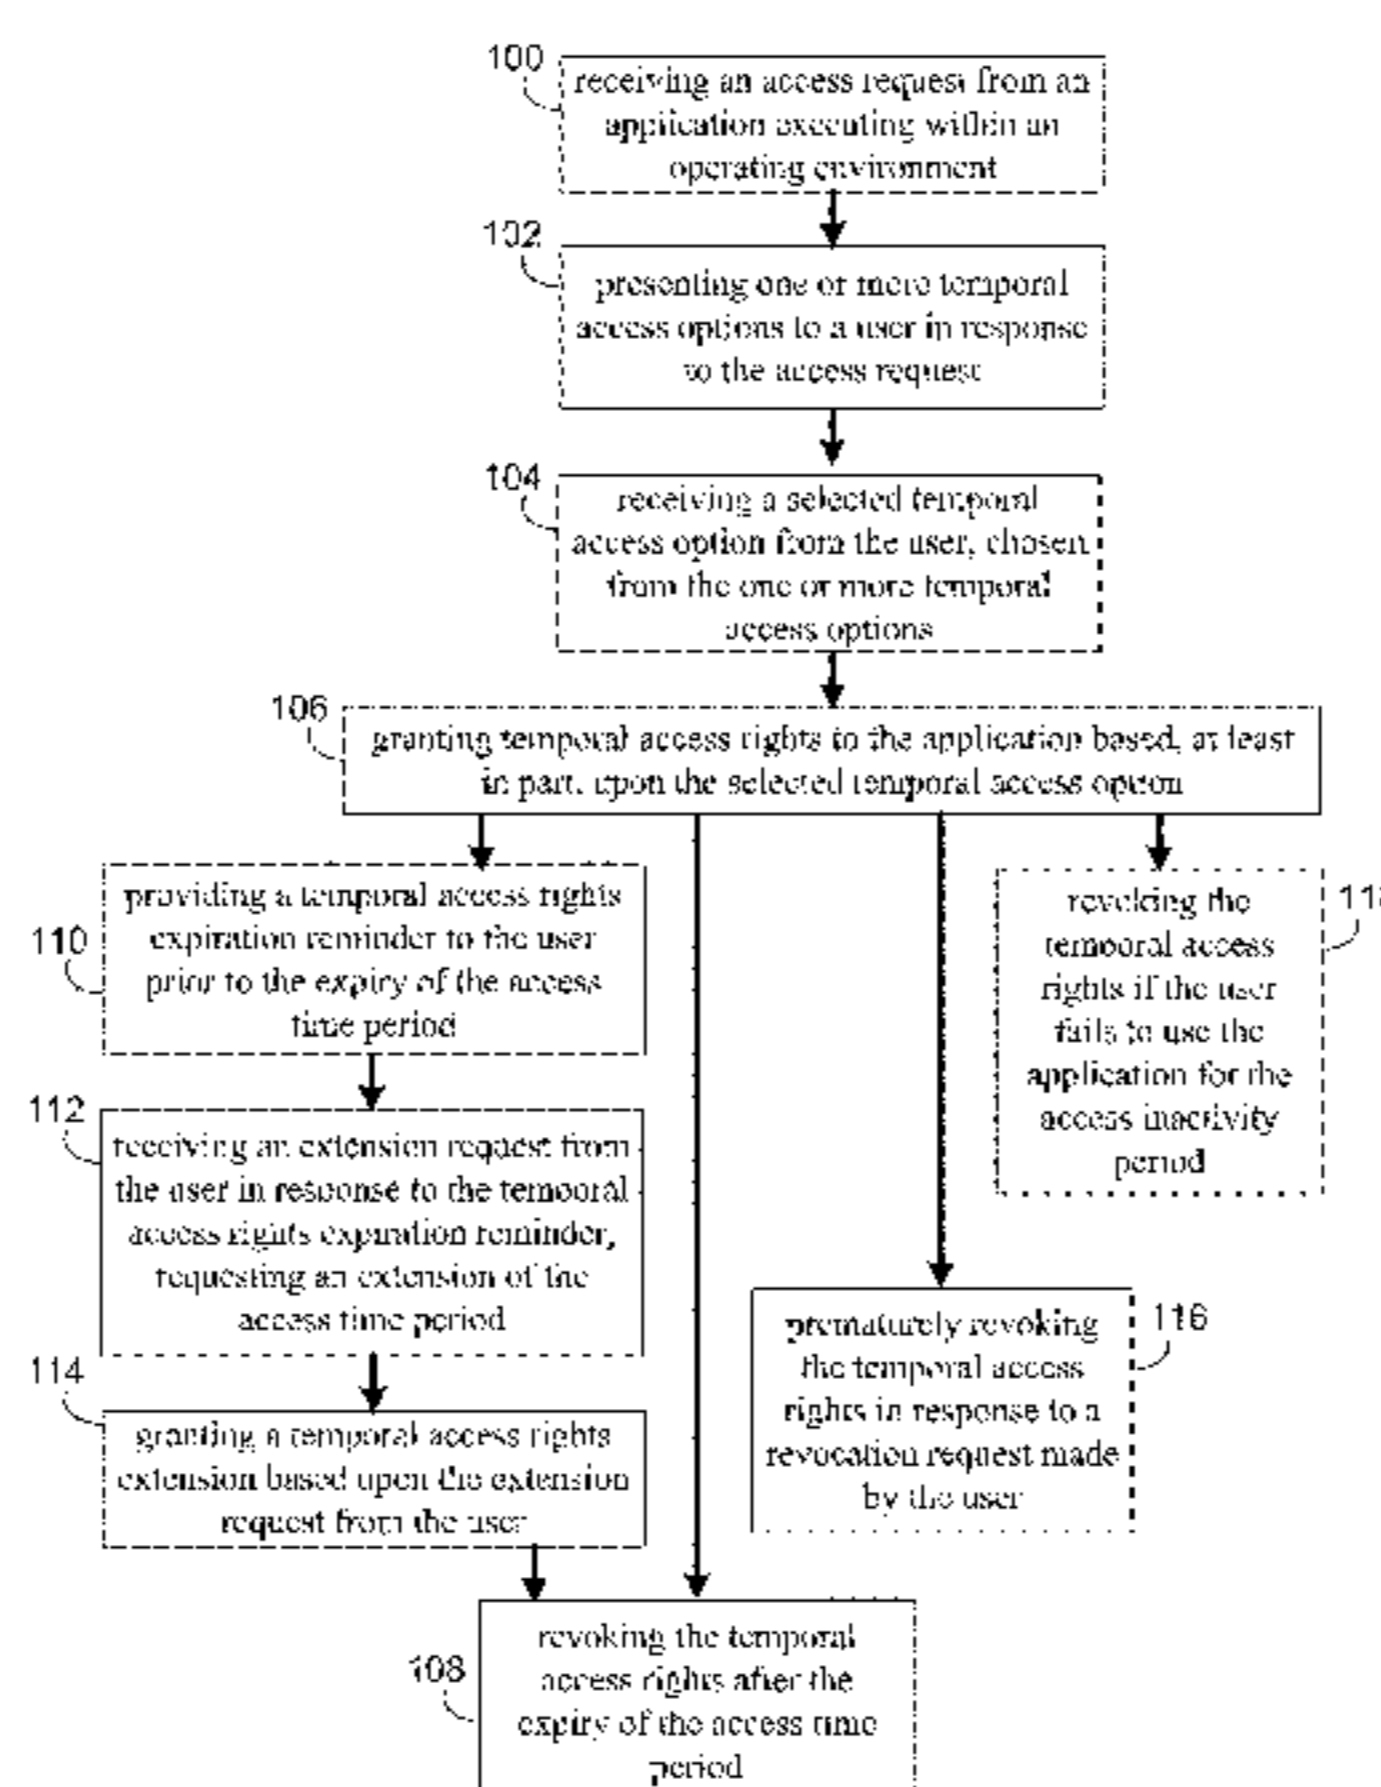 100
receiving an access request from an
application executing within an
operating environment
102
presenting one or more temporal
access options to a user in response
to the access request
104
receiving a selected temporal
access option from the user, chosen
from the one or more temporal
access options
106
granting temporal access rights to the application based, at least
in part, upon the selected temporal access option
110
providing a temporal access rights
expiration reminder to the user
prior to the expiry of the access
time period
112
receiving an extension request from
the user in response to the temporal
access rights expiration reminder,
requesting an extension of the
access time period
114
granting a temporal access rights
extension based upon the extension
request from the user
revoking the
temporal access
rights if the user
fails to use the
application for the
access inactivity
period
116
prematurely revoking
the temporal access
rights in response to a
revocation request made
by the user
108
revoking the temporal
access rights after the
expiry of the access time
period